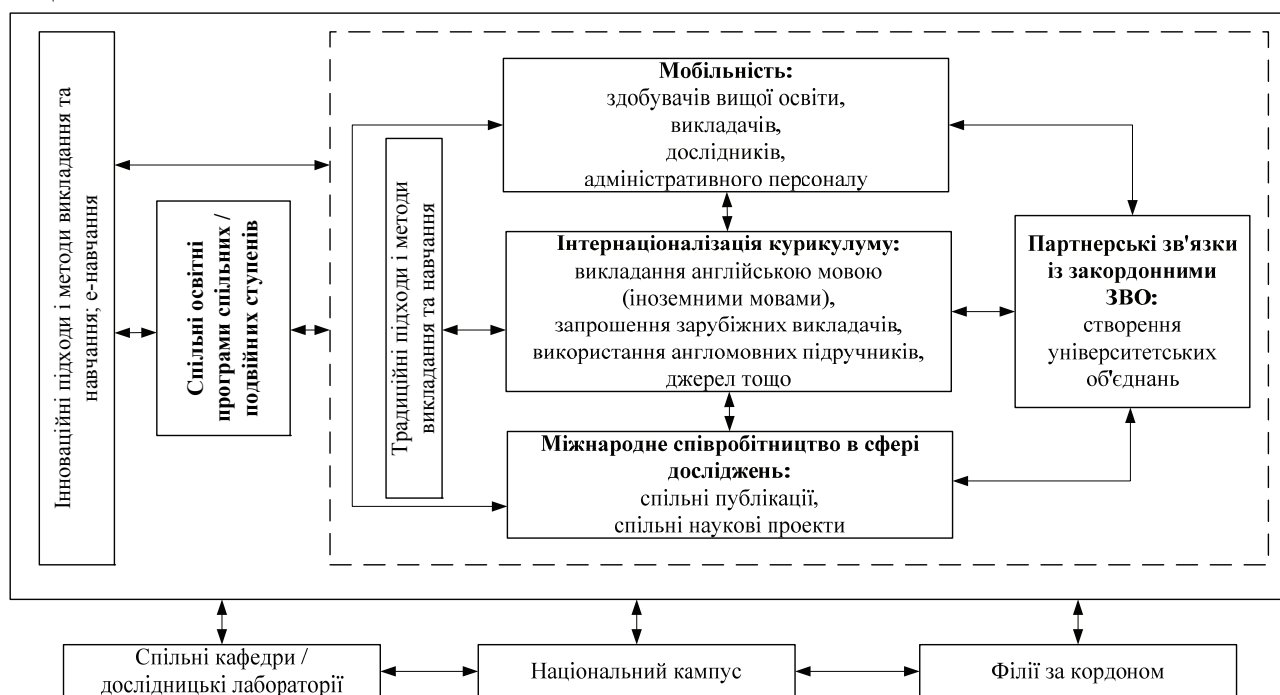 Інноваційні підходи і методи викладання та
навчання; е-навчання
Спільні освітні
програми спільних /
подвійних ступенів
Традиційні підходи і методи
викладання та навчання
Мобільність:
здобувачів вищої освіти,
викладачів,
дослідників,
адміністративного персоналу
Інтернаціоналізація курикулуму:
викладання англійською мовою
(іноземними мовами),
запрошення зарубіжних викладачів,
використання англомовних підручників,
джерел тощо
Міжнародне співробітництво в сфері
досліджень:
спільні публікації,
спільні наукові проекти
Партнерські зв'язки
із закордонними
ЗВО:
створення
університетських
об'єднань
Спільні кафедри /
дослідницькі лабораторії
Національний кампус
Філії за кордоном